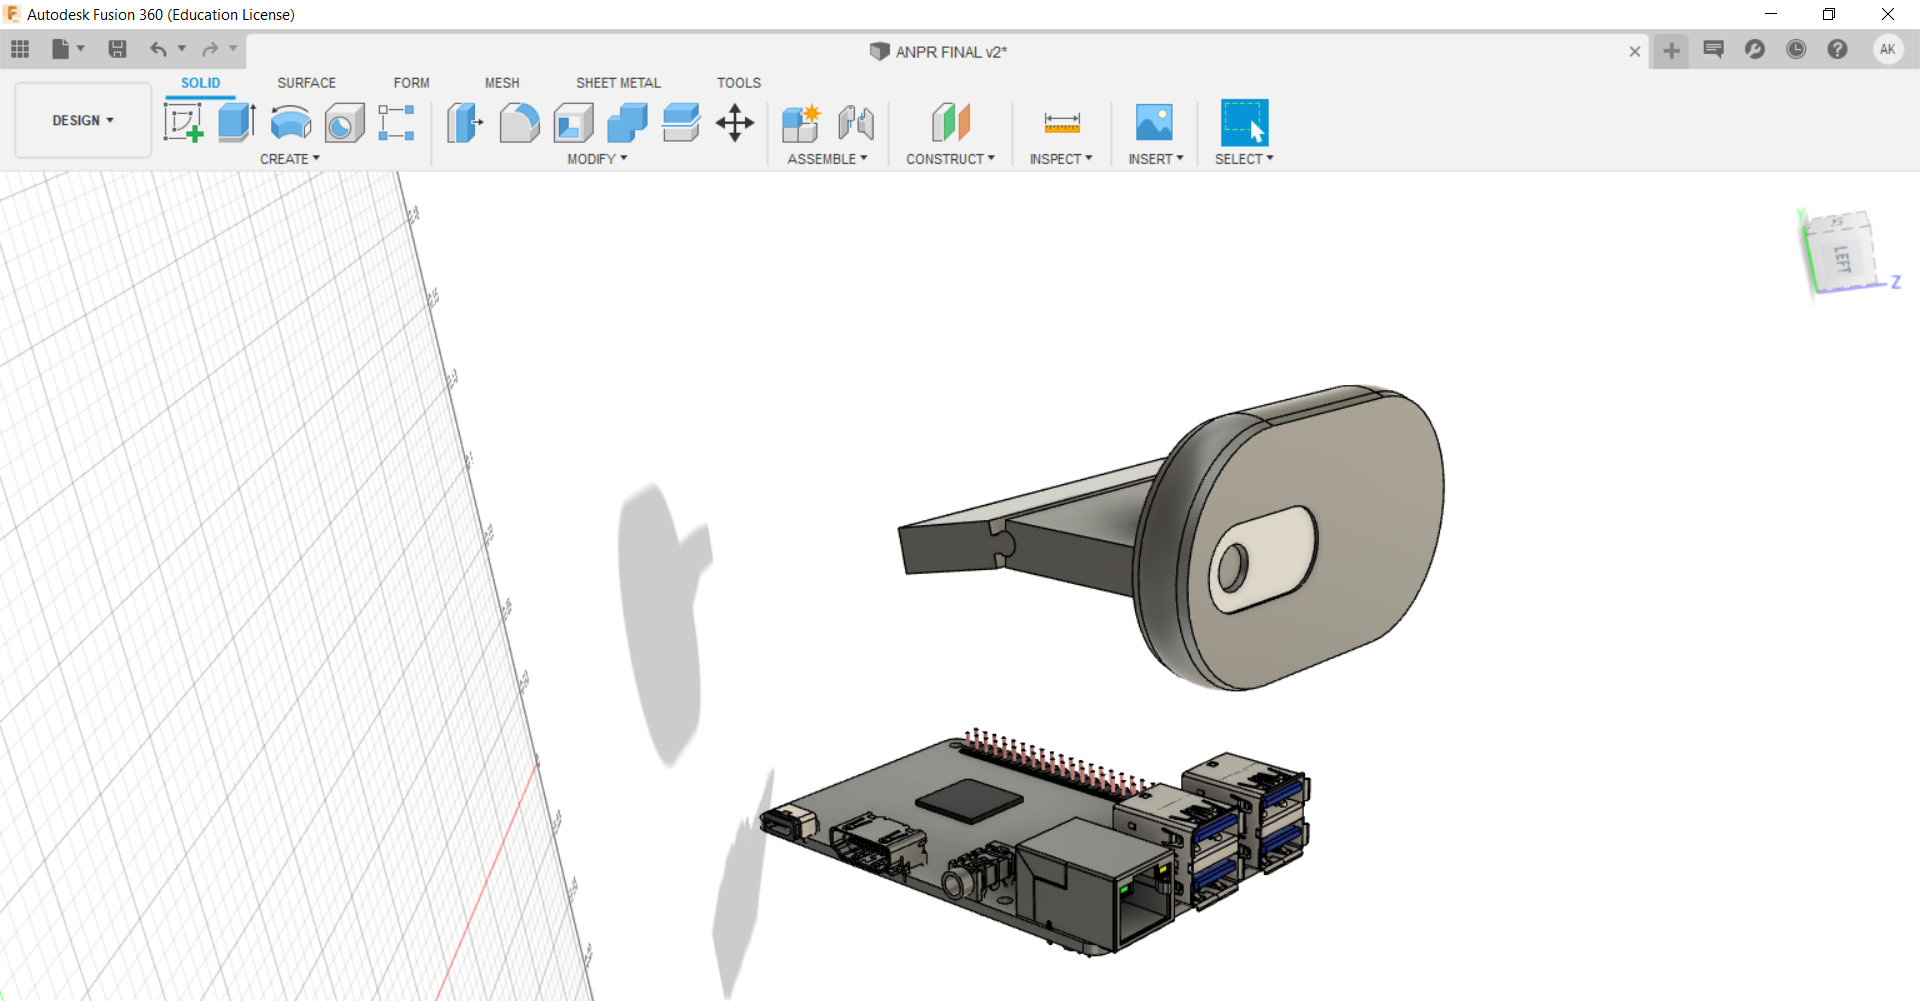 Autodesk Fusion 360 (Education License)
ANPR FINAL v2*
AK
SOLID SURFACE FORM MESH SHEET METAL TOOLS
DESIGN
CREATE MODIFY ASSEMBLE CONSTRUCT INSPECT INSERT SELECT
Y
LEFT
Z